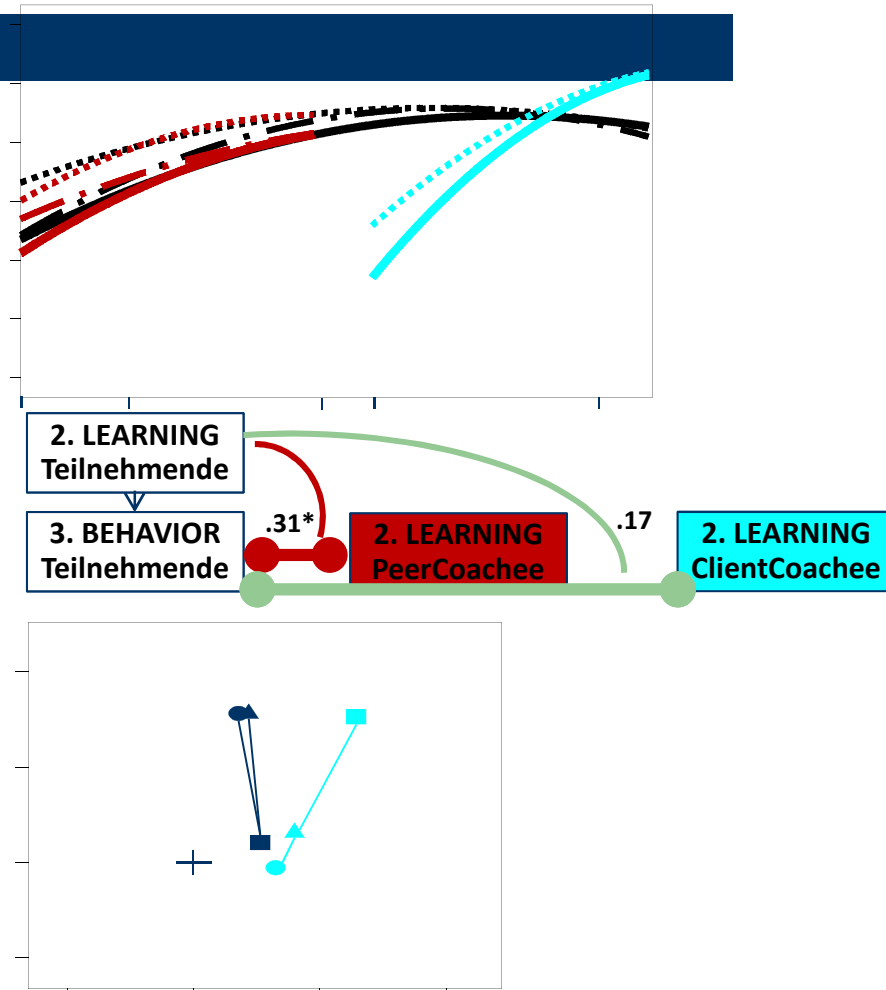 2. LEARNING
Teilnehmende
3. BEHAVIOR
Teilnehmende
.31*
2. LEARNING
PeerCoachee
.17
2. LEARNING
ClientCoachee